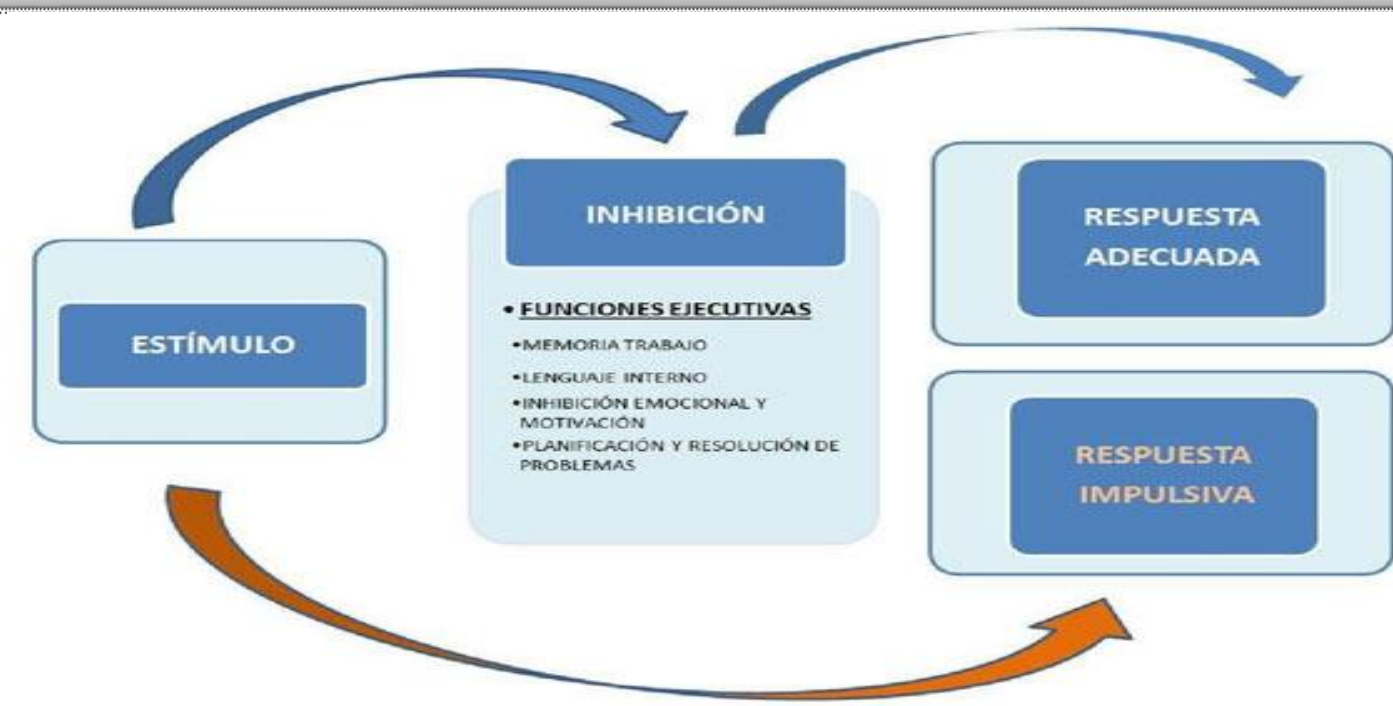 ESTÍMULO
INHIBICIÓN
• FUNCIONES EJECUTIVAS
•MEMORIA TRABAJO
•LENGUAJE INTERNO
•INHIBICIÓN EMOCIONAL Y
MOTIVACIÓN
•PLANIFICACIÓN Y RESOLUCIÓN DE
PROBLEMAS
RESPUESTA
ADECUADA
RESPUESTA
IMPULSIVA